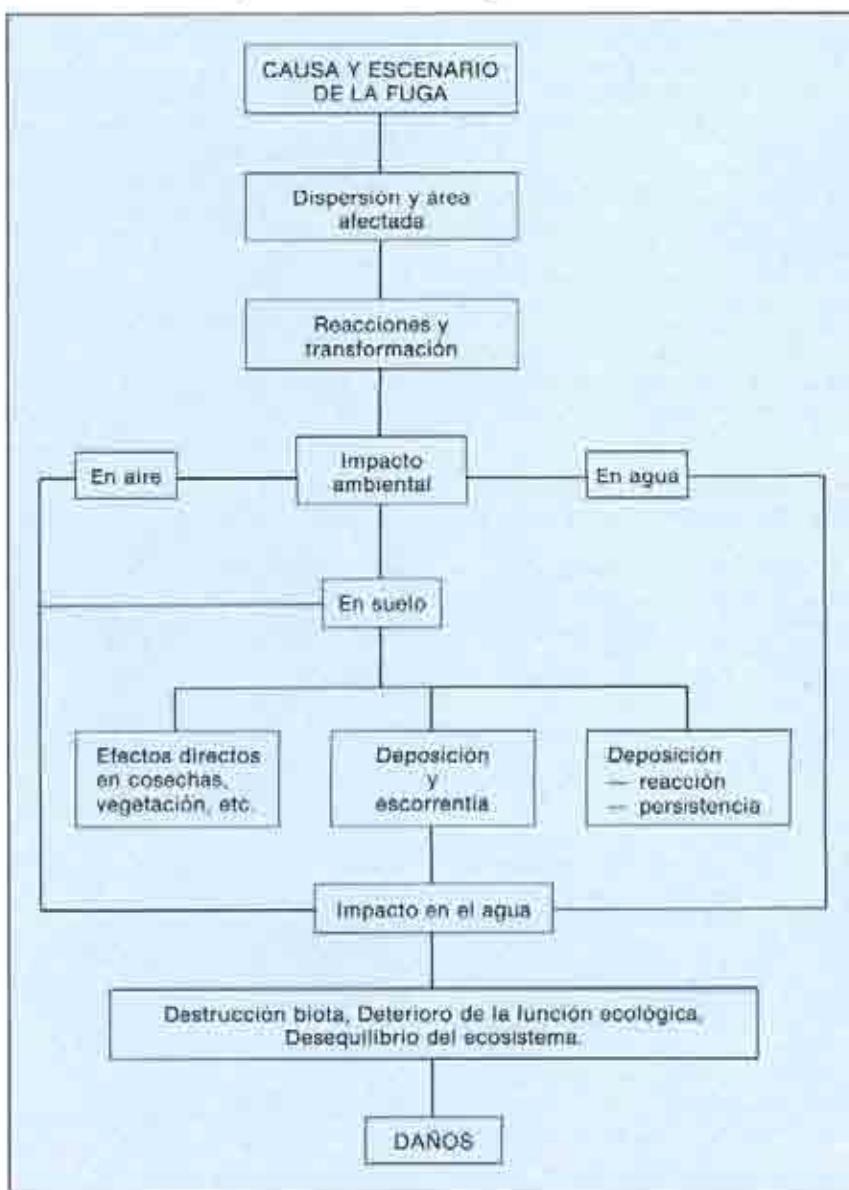 CAUSA Y ESCENARIO
DE LA FUGA
Dispersión y área
afectada
Reacciones y
transformación
En aire
Impacto
ambiental
En agua
En suelo
Efectos directos
en cosechas,
vegetación, etc.
Deposición
y
escorrentía
Deposición
— reacción
— persistencia
Impacto en el agua
Destrucción biota, Deterioro de la función ecológica,
Desequilibrio del ecosistema.
DAÑOS